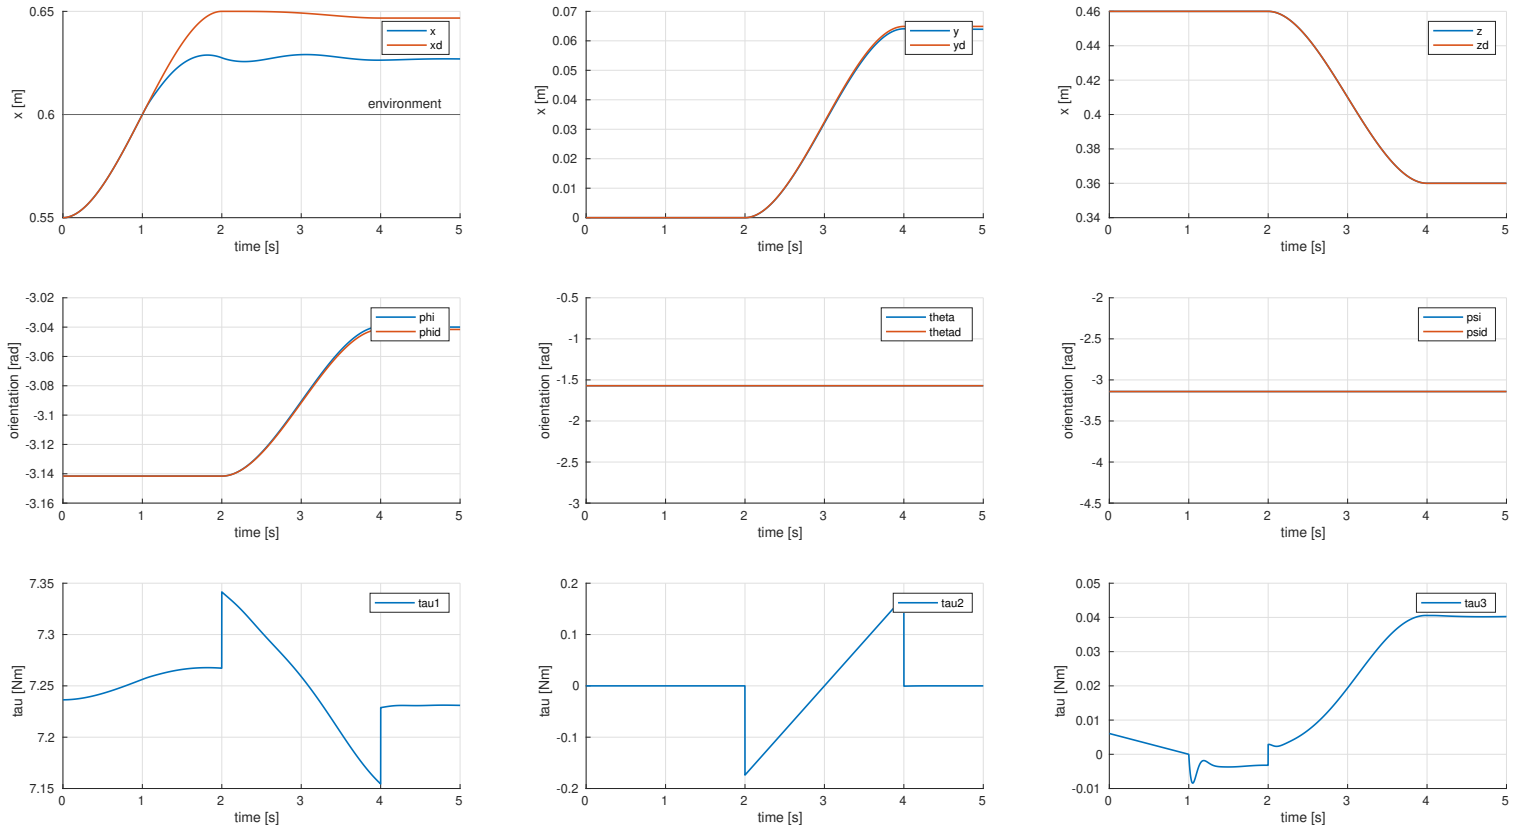 0.65
0.6
0.55
x [m]
x
xd
environment
0 1 2 3 4 5
time [s]
0.07
0.06
0.05
0.04
0.03
0.02
0.01
0
x [m]
y
yd
0 1 2 3 4 5
time [s]
0.46
0.44
0.42
0.4
0.38
0.36
0.34
x [m]
z
zd
0 1 2 3 4 5
time [s]
-3.02
-3.04
-3.06
-3.08
-3.1
-3.12
-3.14
-3.16
orientation [rad]
phi
phid
0 1 2 3 4 5
time [s]
-0.5
-1
-1.5
-2
-2.5
-3
orientation [rad]
theta
thetad
0 1 2 3 4 5
time [s]
-2
-2.5
-3
-3.5
-4
-4.5
orientation [rad]
psi
psid
0 1 2 3 4 5
time [s]
7.35
7.3
7.25
7.2
7.15
tau [Nm]
tau1
0 1 2 3 4 5
time [s]
0.2
0.1
0
-0.1
-0.2
tau [Nm]
tau2
0 1 2 3 4 5
time [s]
0.05
0.04
0.03
0.02
0.01
0
-0.01
tau [Nm]
tau3
0 1 2 3 4 5
time [s]